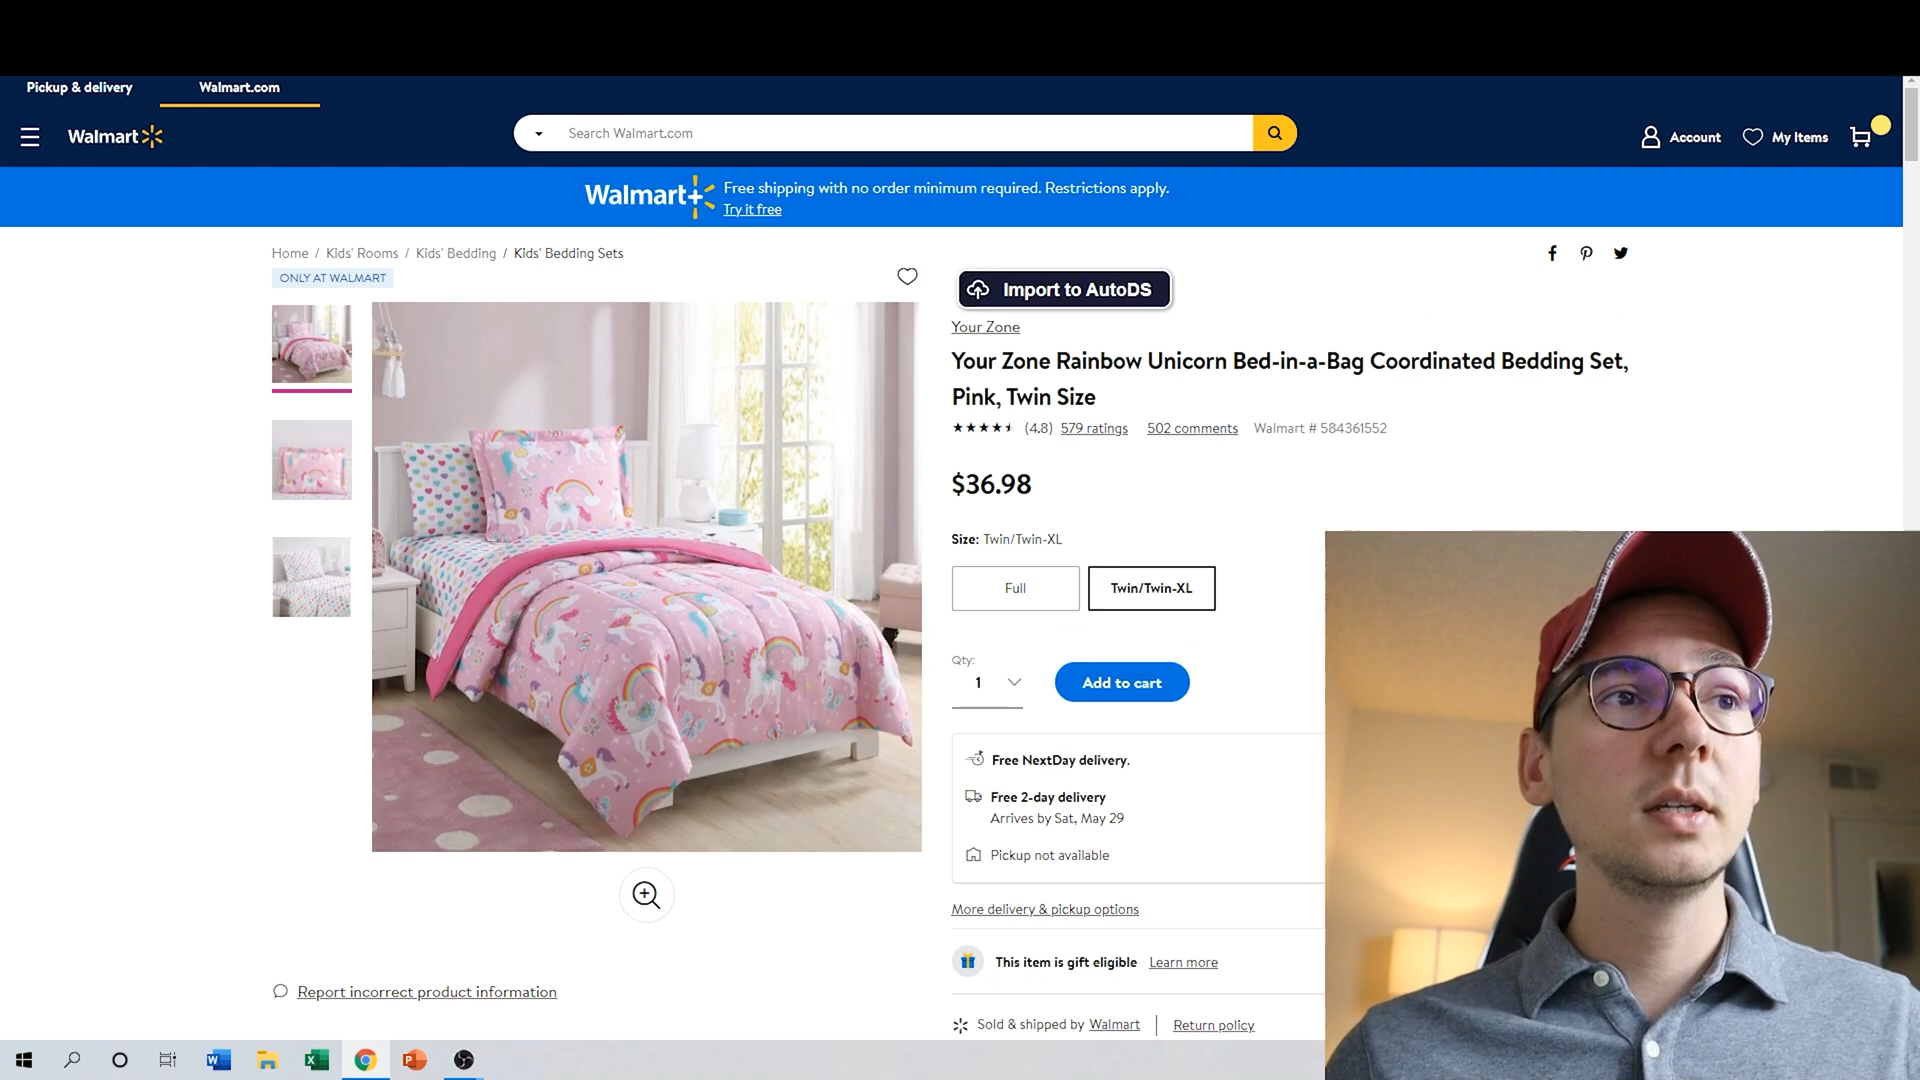 Pickup & delivery
Walmart.com
Walmart
Search Walmart.com
Account
My Items
Walmart+
Free shipping with no order minimum required. Restrictions apply.
Try it free
Home / Kids' Rooms / Kids' Bedding / Kids' Bedding Sets
ONLY AT WALMART
Import to AutoDS
Your Zone
Your Zone Rainbow Unicorn Bed-in-a-Bag Coordinated Bedding Set,
Pink, Twin Size
(4.8) 579 ratings 502 comments Walmart # 584361552
$36.98
Size: Twin/Twin-XL
Full
Twin/Twin-XL
Qty:
1
Add to cart
Free NextDay delivery.
Free 2-day delivery
Arrives by Sat, May 29
Pickup not available
More delivery & pickup options
This item is gift eligible Learn more
Report incorrect product information
Sold & shipped by Walmart | Return policy